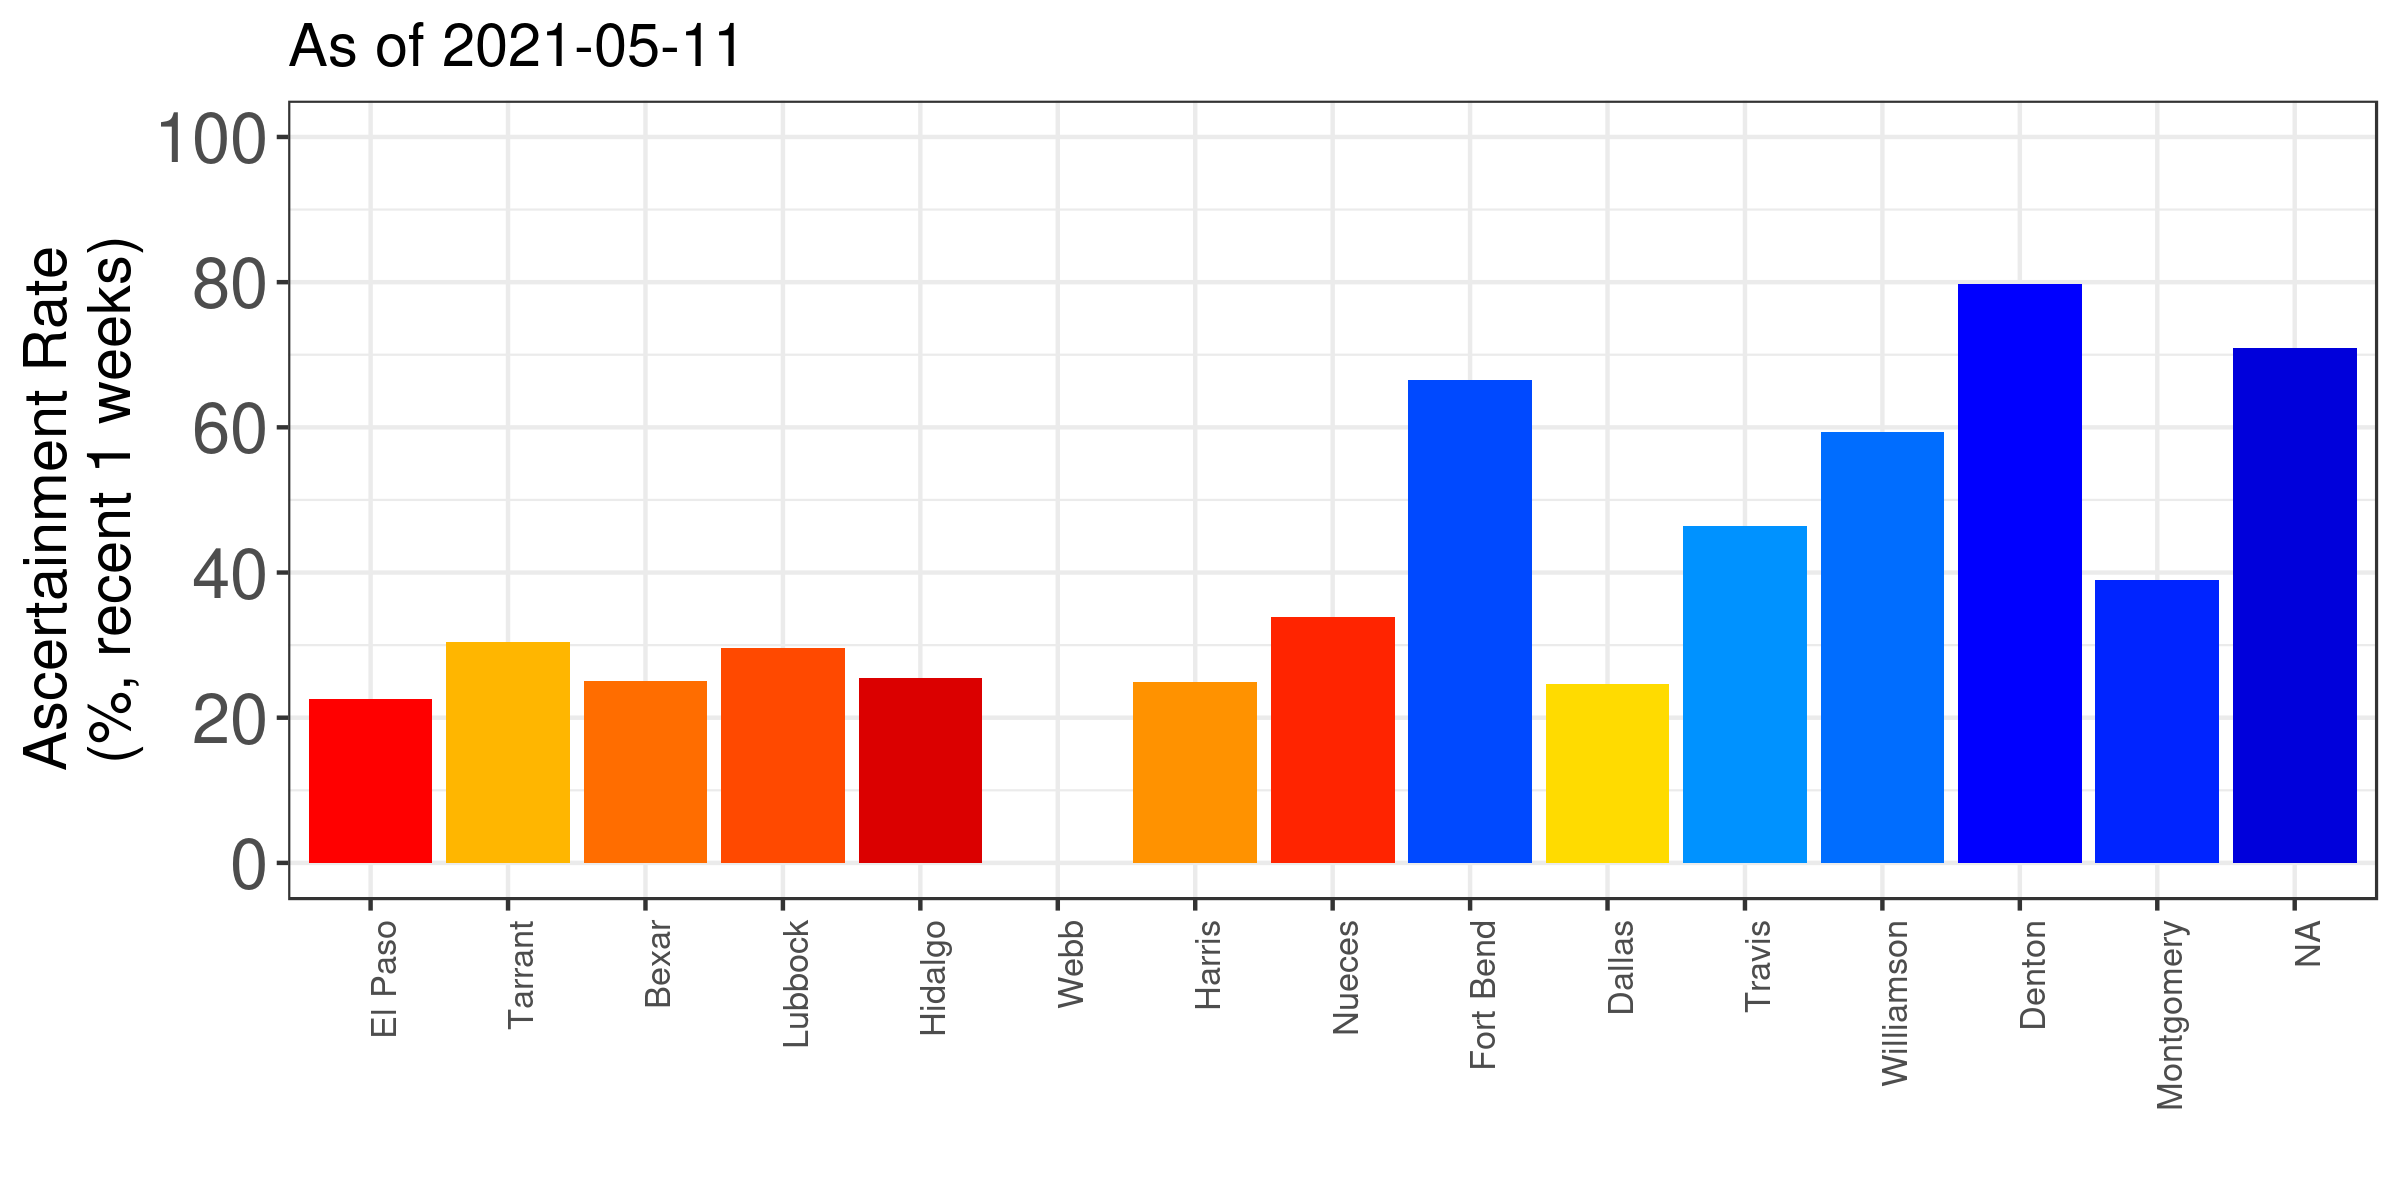 As of 2021-05-11
Ascertainment Rate
(%, recent 1 weeks)
100
80
60
40
20
0
El Paso
Tarrant
Bexar
Lubbock
Hidalgo
Webb
Harris
Nueces
Fort Bend
Dallas
Travis
Williamson
Denton
Montgomery
NA